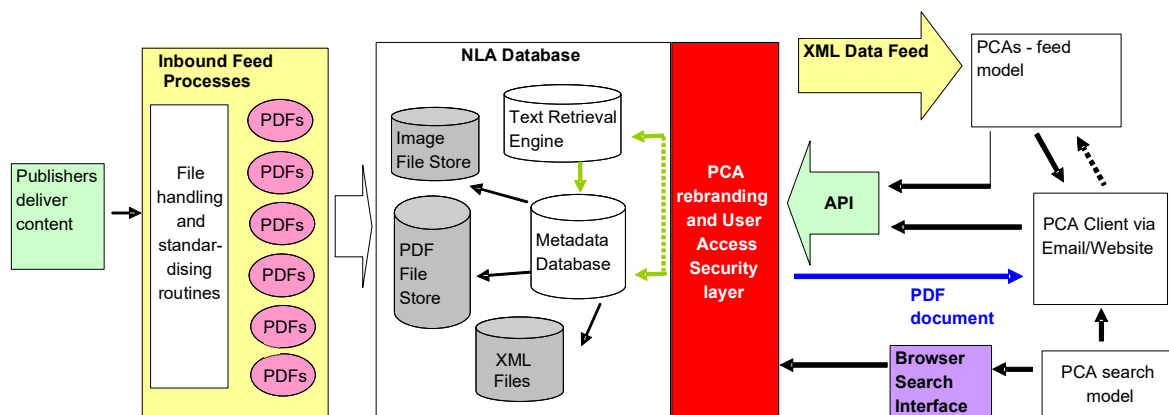 Publishers
deliver
content
Inbound Feed
Processes
File
handling
and
standar-
dising
routines
PDFs
PDFs
PDFs
PDFs
PDFs
PDFs
NLA Database
Image
File Store
Text Retrieval
Engine
PDF
File
Store
Metadata
Database
XML
Files
PCA
rebranding
and User
Access
Security
layer
XML Data Feed
PCAs - feed
model
API
PCA Client via
Email/Website
PDF
document
Browser
Search
Interface
PCA search
model